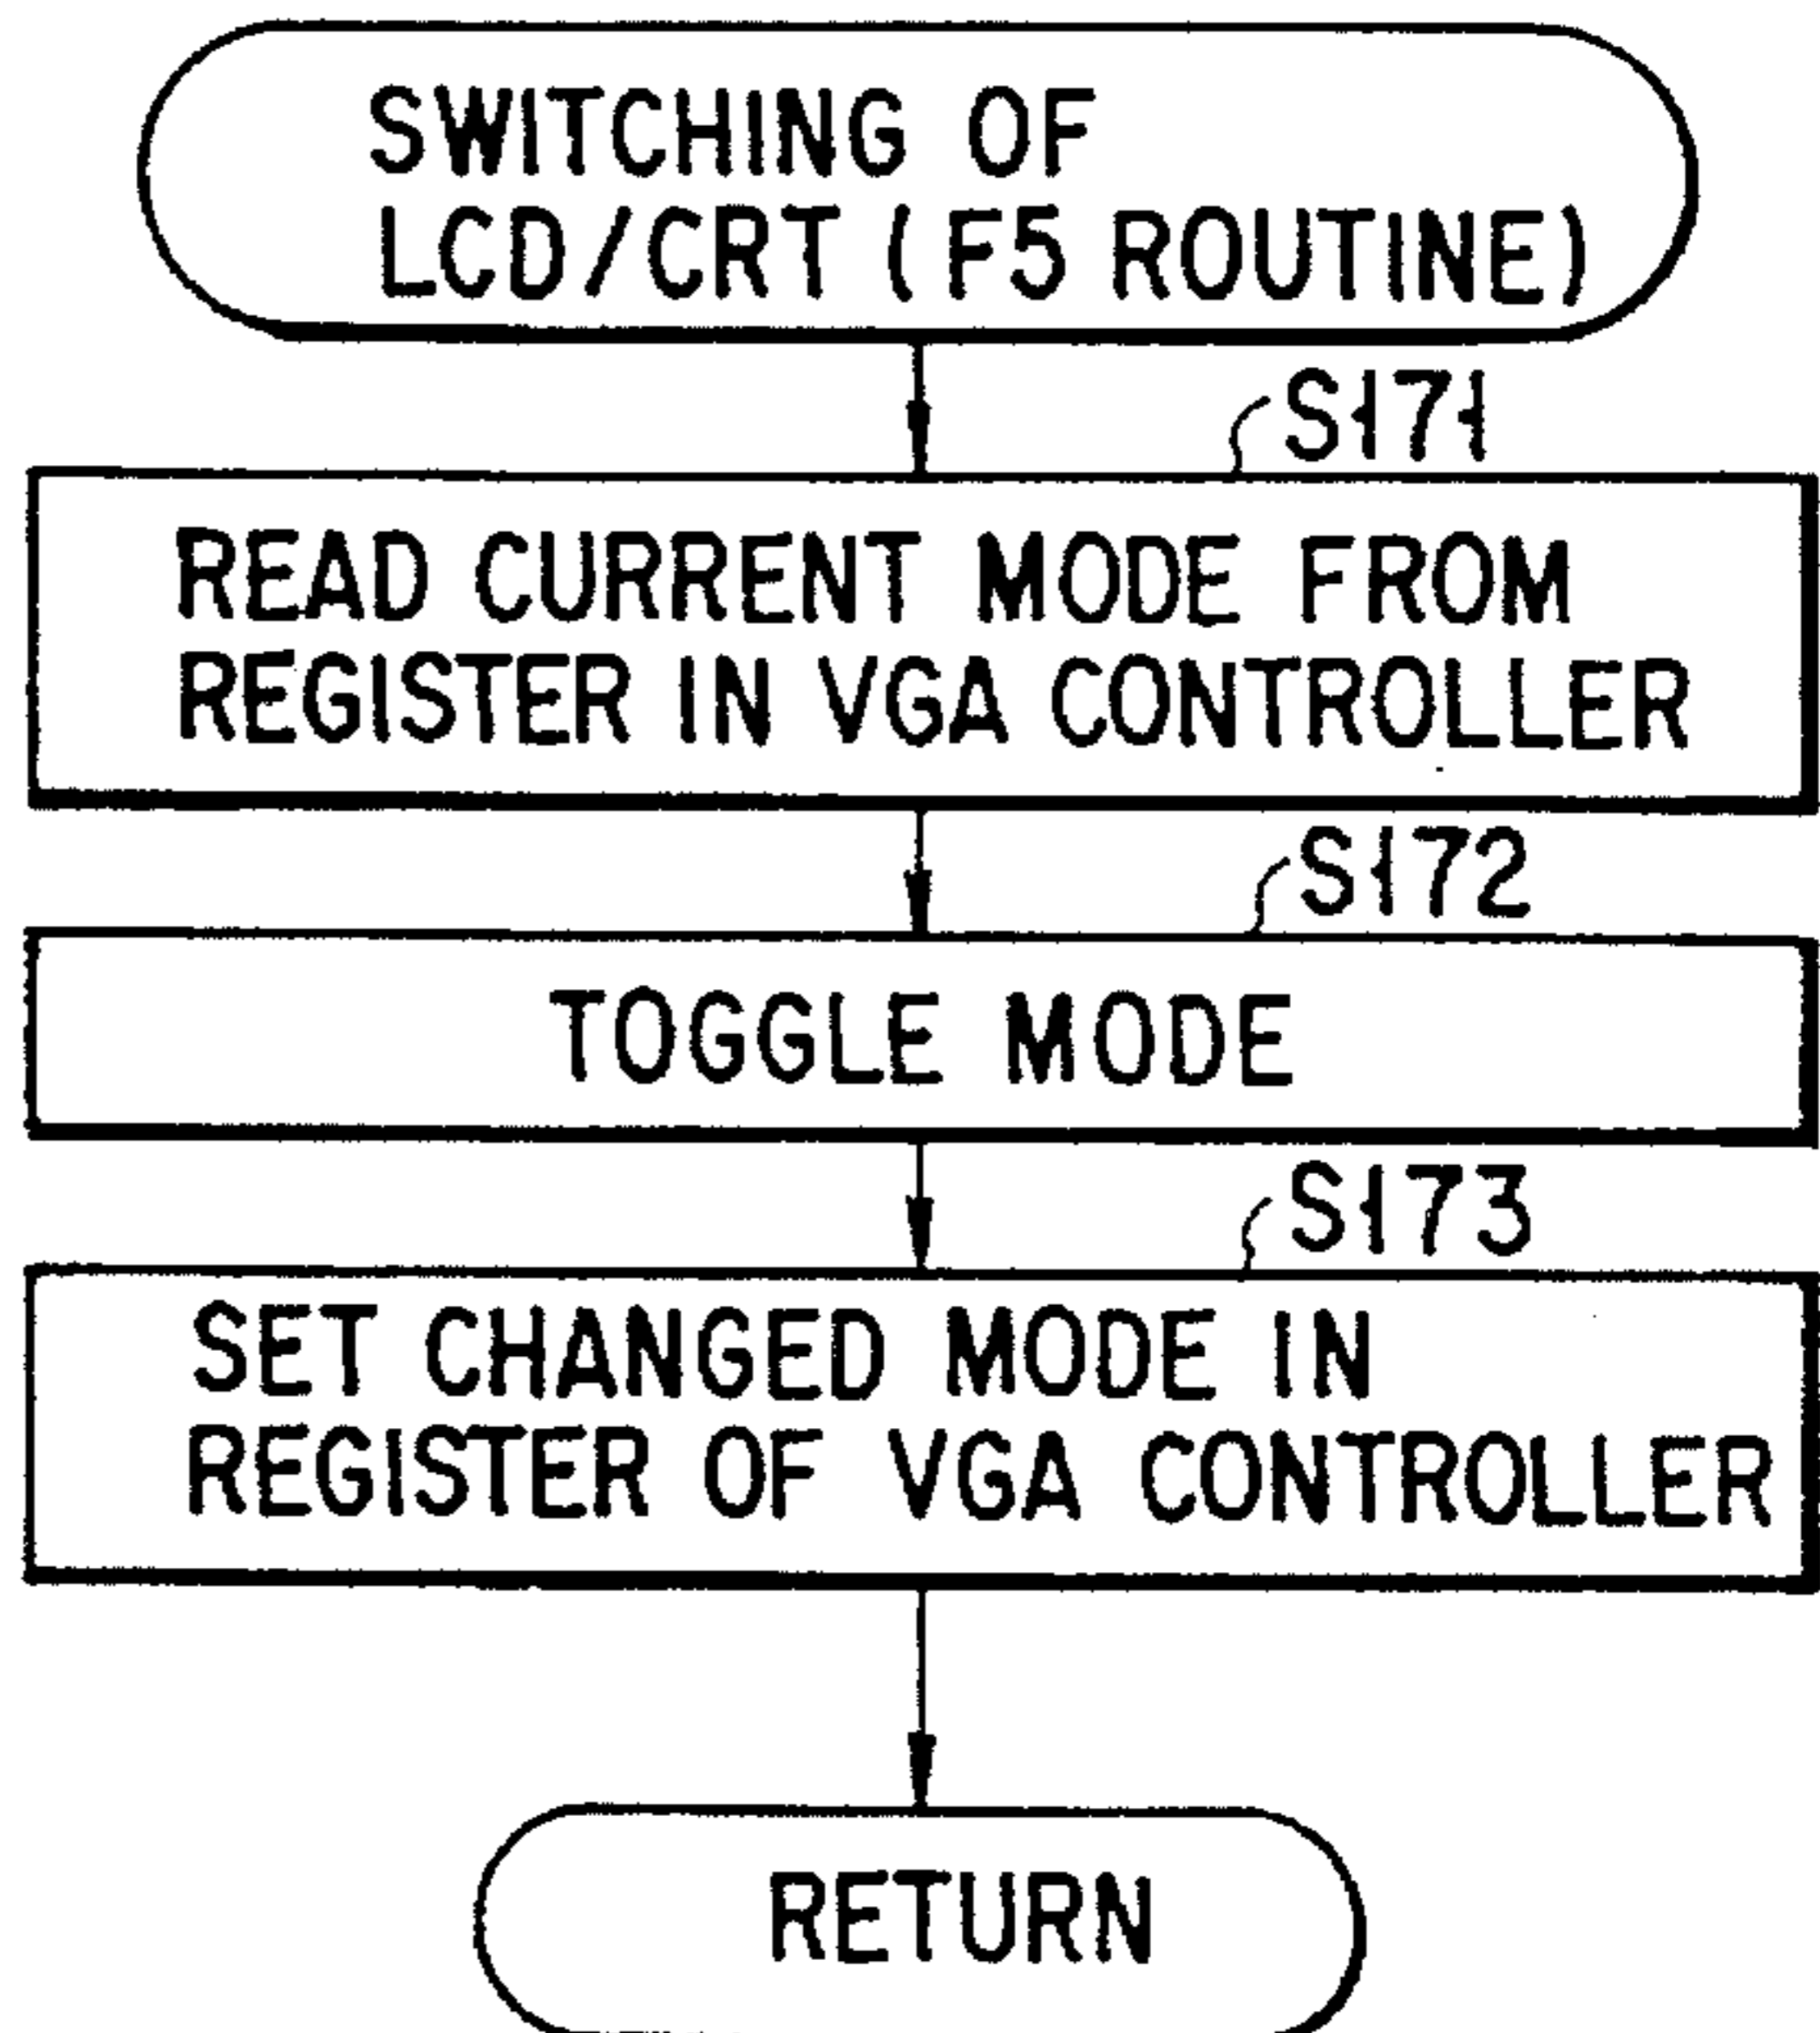 SWITCHING OF
LCD/CRT (F5 ROUTINE)
S171
READ CURRENT MODE FROM
REGISTER IN VGA CONTROLLER
S172
TOGGLE MODE
S173
SET CHANGED MODE IN
REGISTER OF VGA CONTROLLER
RETURN